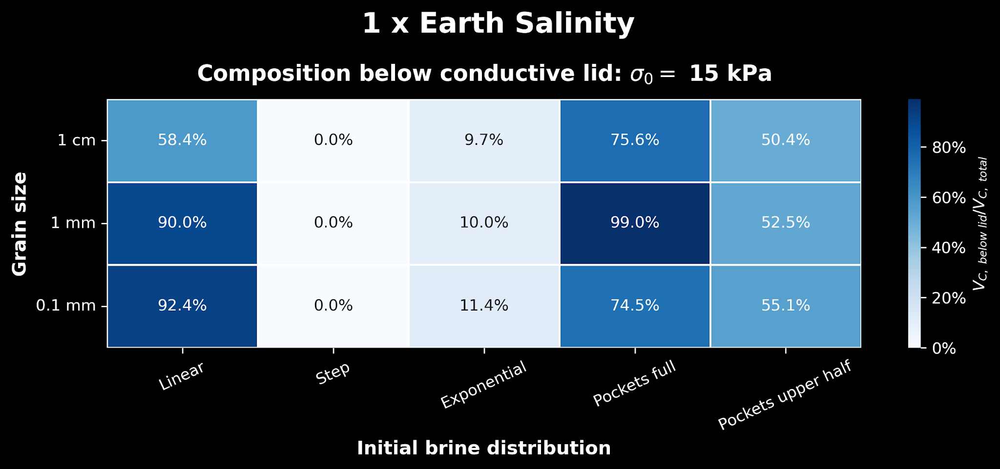 1 x Earth Salinity
Composition below conductive lid: σ₀ = 15 kPa
Grain size
1 cm
58.4%
0.0%
9.7%
75.6%
50.4%
1 mm
90.0%
0.0%
10.0%
99.0%
52.5%
0.1 mm
92.4%
0.0%
11.4%
74.5%
55.1%
Linear
Step
Exponential
Pockets full
Pockets upper half
Initial brine distribution
80%
60%
40%
20%
0%
V_C, below lid/V_C, total